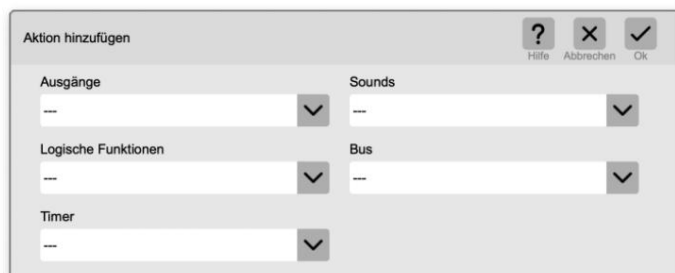 Aktion hinzufügen
?
Hilfe Abbrechen Ok
Ausgänge
---
Sounds
---
Logische Funktionen
---
Bus
---
Timer
---